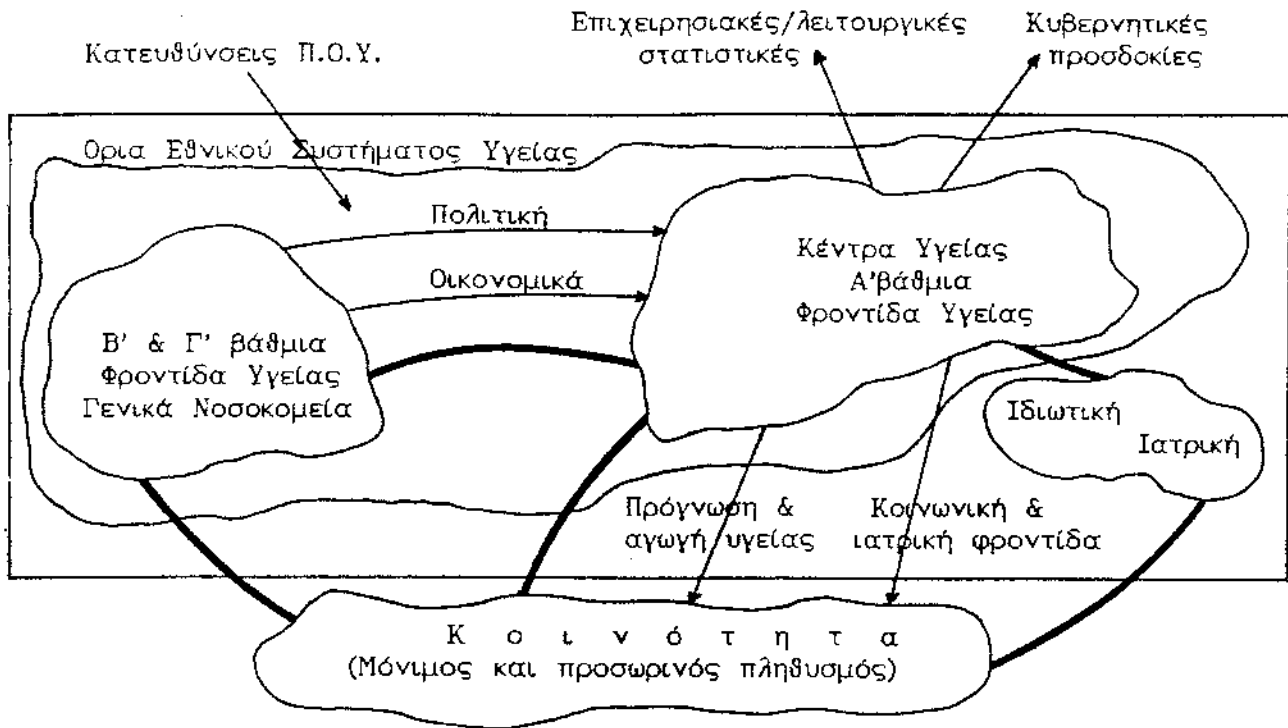 Επιχειρησιακές/λειτουργικές
στατιστικές
Κυβερνητικές
προσδοκίες
Κατευθύνσεις Π.Ο.Υ.
Ορια Εθνικού Συστήματος Υγείας
Πολιτική
Οικονομικά
Κέντρα Υγείας
Α'βάθμια
Φροντίδα Υγείας
Β' & Γ' βάθμια
Φροντίδα Υγείας
Γενικά Νοσοκομεία
Ιδιωτική
Ιατρική
Πρόγνωση &
αγωγή υγείας
Κοινωνική &
ιατρική φροντίδα
Κ ο ι ν ό τ η τ α
(Μόνιμος και προσωρινός πληθυσμός)